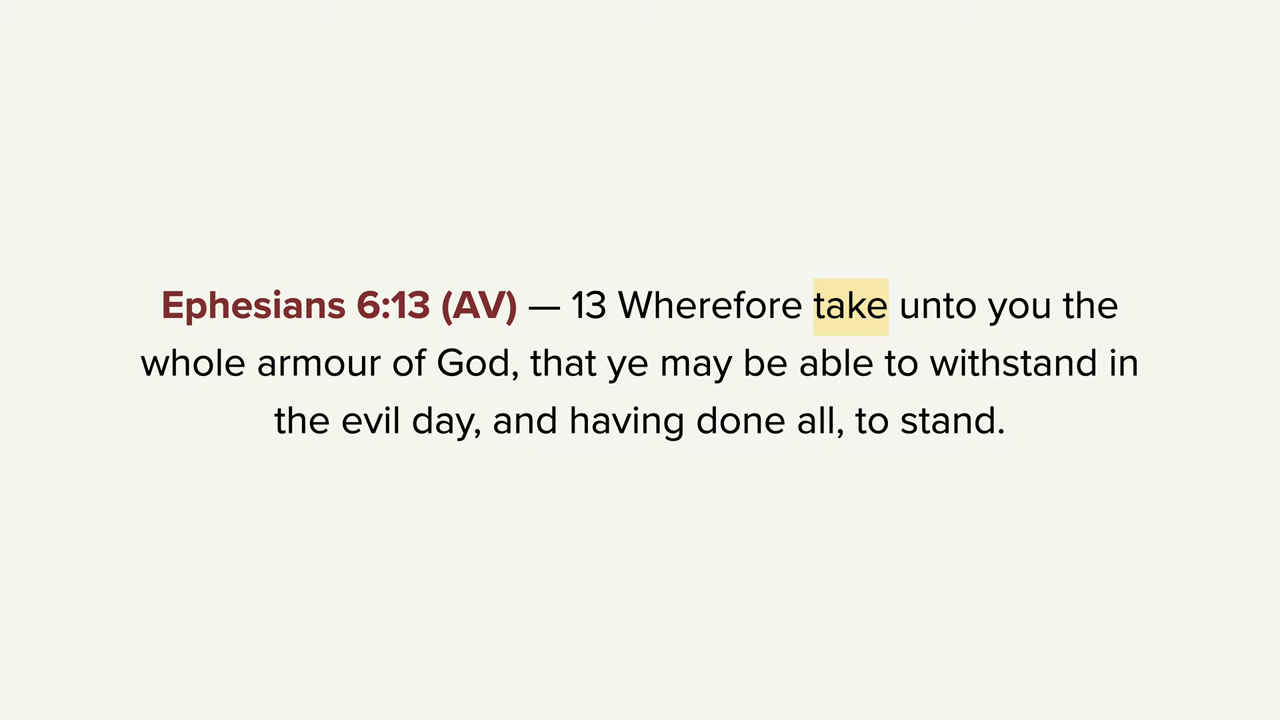 Ephesians 6:13 (AV) — 13 Wherefore take unto you the
whole armour of God, that ye may be able to withstand in
the evil day, and having done all, to stand.